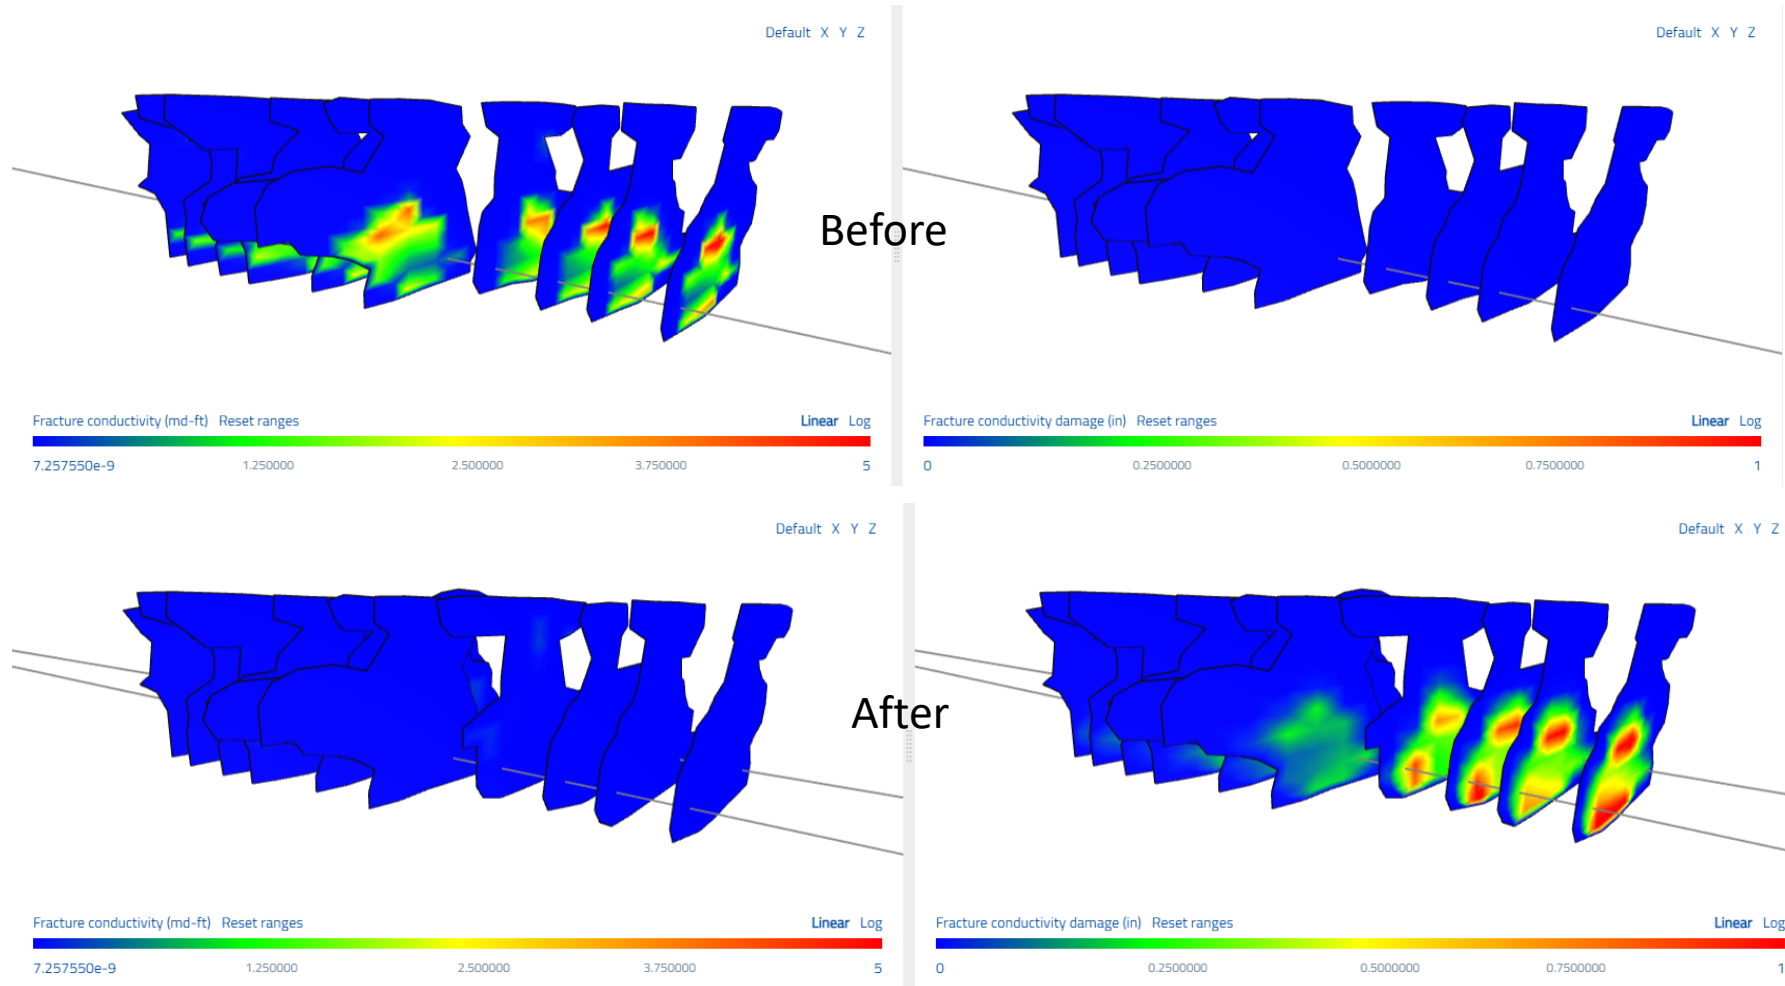 Default X Y Z
Default X Y Z
Before
Fracture conductivity (md-ft) Reset ranges Linear Log
7.257550e-9 1.250000 2.500000 3.750000 5
Fracture conductivity damage (in) Reset ranges Linear Log
0 0.2500000 0.5000000 0.7500000 1
Default X Y Z
Default X Y Z
After
Fracture conductivity (md-ft) Reset ranges Linear Log
7.257550e-9 1.250000 2.500000 3.750000 5
Fracture conductivity damage (in) Reset ranges Linear Log
0 0.2500000 0.5000000 0.7500000 1